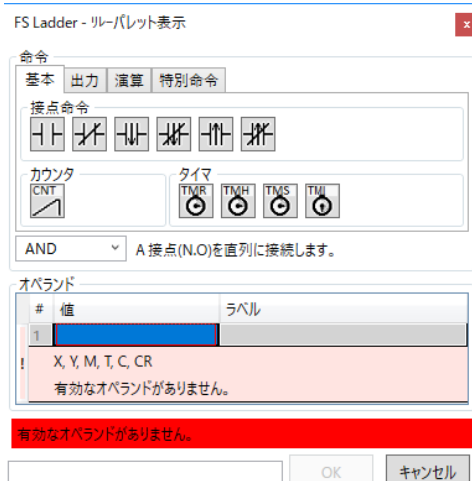 FS Ladder - リレーパレット表示
x
命令
基本 出力 演算 特別命令
接点命令
カウンタ タイマ
CNT TMR TMH TMS TMI
AND A 接点(N.O)を直列に接続します。
オペランド
# 値 ラベル
1
! X, Y, M, T, C, CR
有効なオペランドがありません。
有効なオペランドがありません。
OK キャンセル